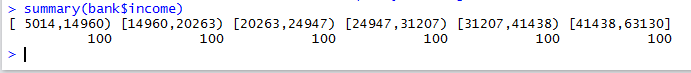 > summary(bank$income)
[ 5014,14960) [14960,20263) [20263,24947) [24947,31207) [31207,41438) [41438,63130]
100 100 100 100 100 100
>